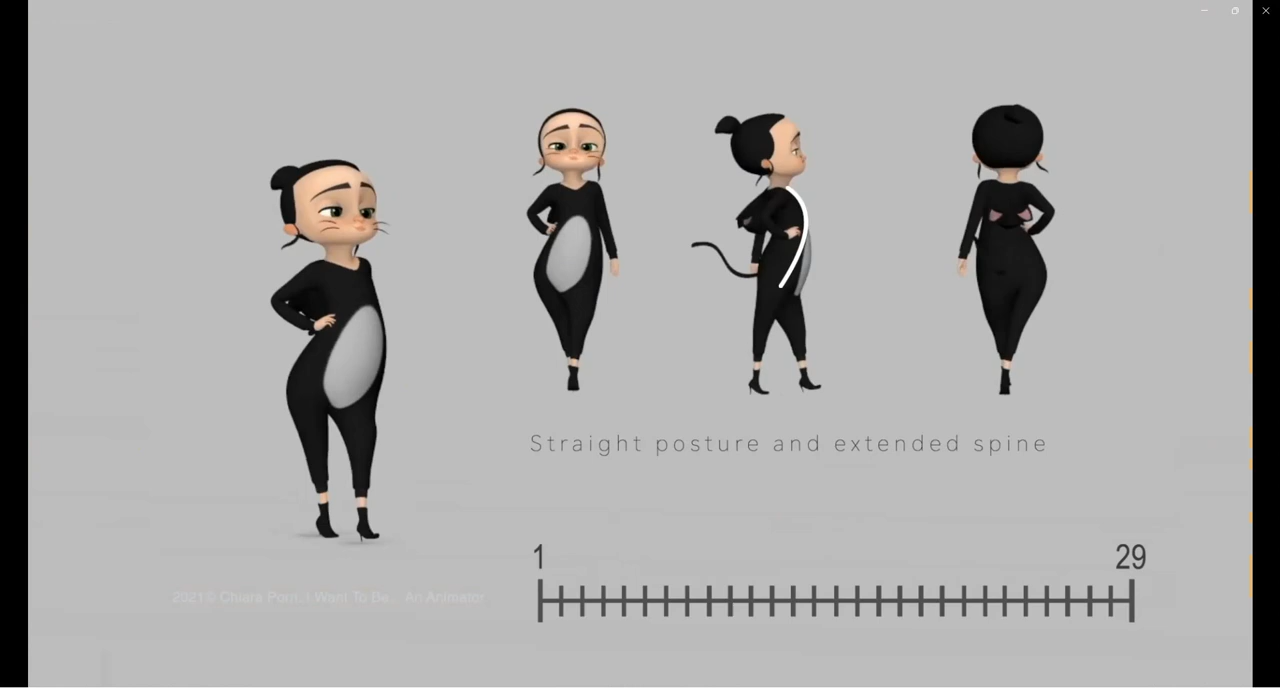 Straight posture and extended spine
1 29
2021© Chiara Porri. I Want To Be... An Animator